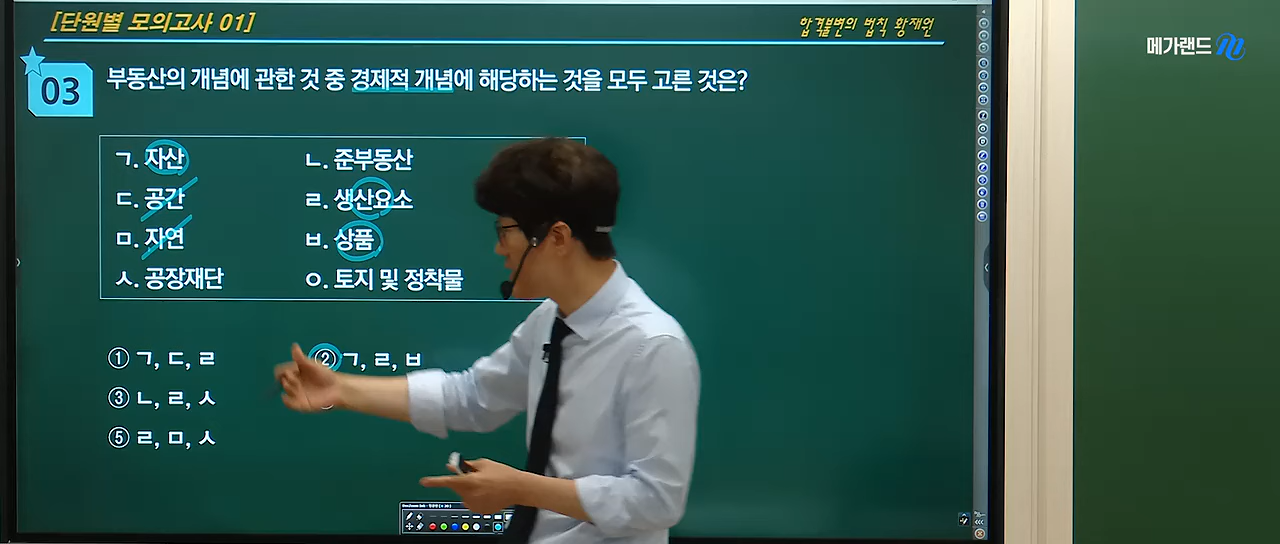 [단원별 모의고사 01]
합격불변의 법칙 황재원
메가랜드
03 부동산의 개념에 관한 것 중 경제적 개념에 해당하는 것을 모두 고른 것은?
ㄱ. 자산 ㄴ. 준부동산
ㄷ. 공간 ㄹ. 생산요소
ㅁ. 자연 ㅂ. 상품
ㅅ. 공장재단 ㅇ. 토지 및 정착물
① ㄱ, ㄷ, ㄹ ② ㄱ, ㄹ, ㅂ
③ ㄴ, ㄹ, ㅅ
⑤ ㄹ, ㅁ, ㅅ